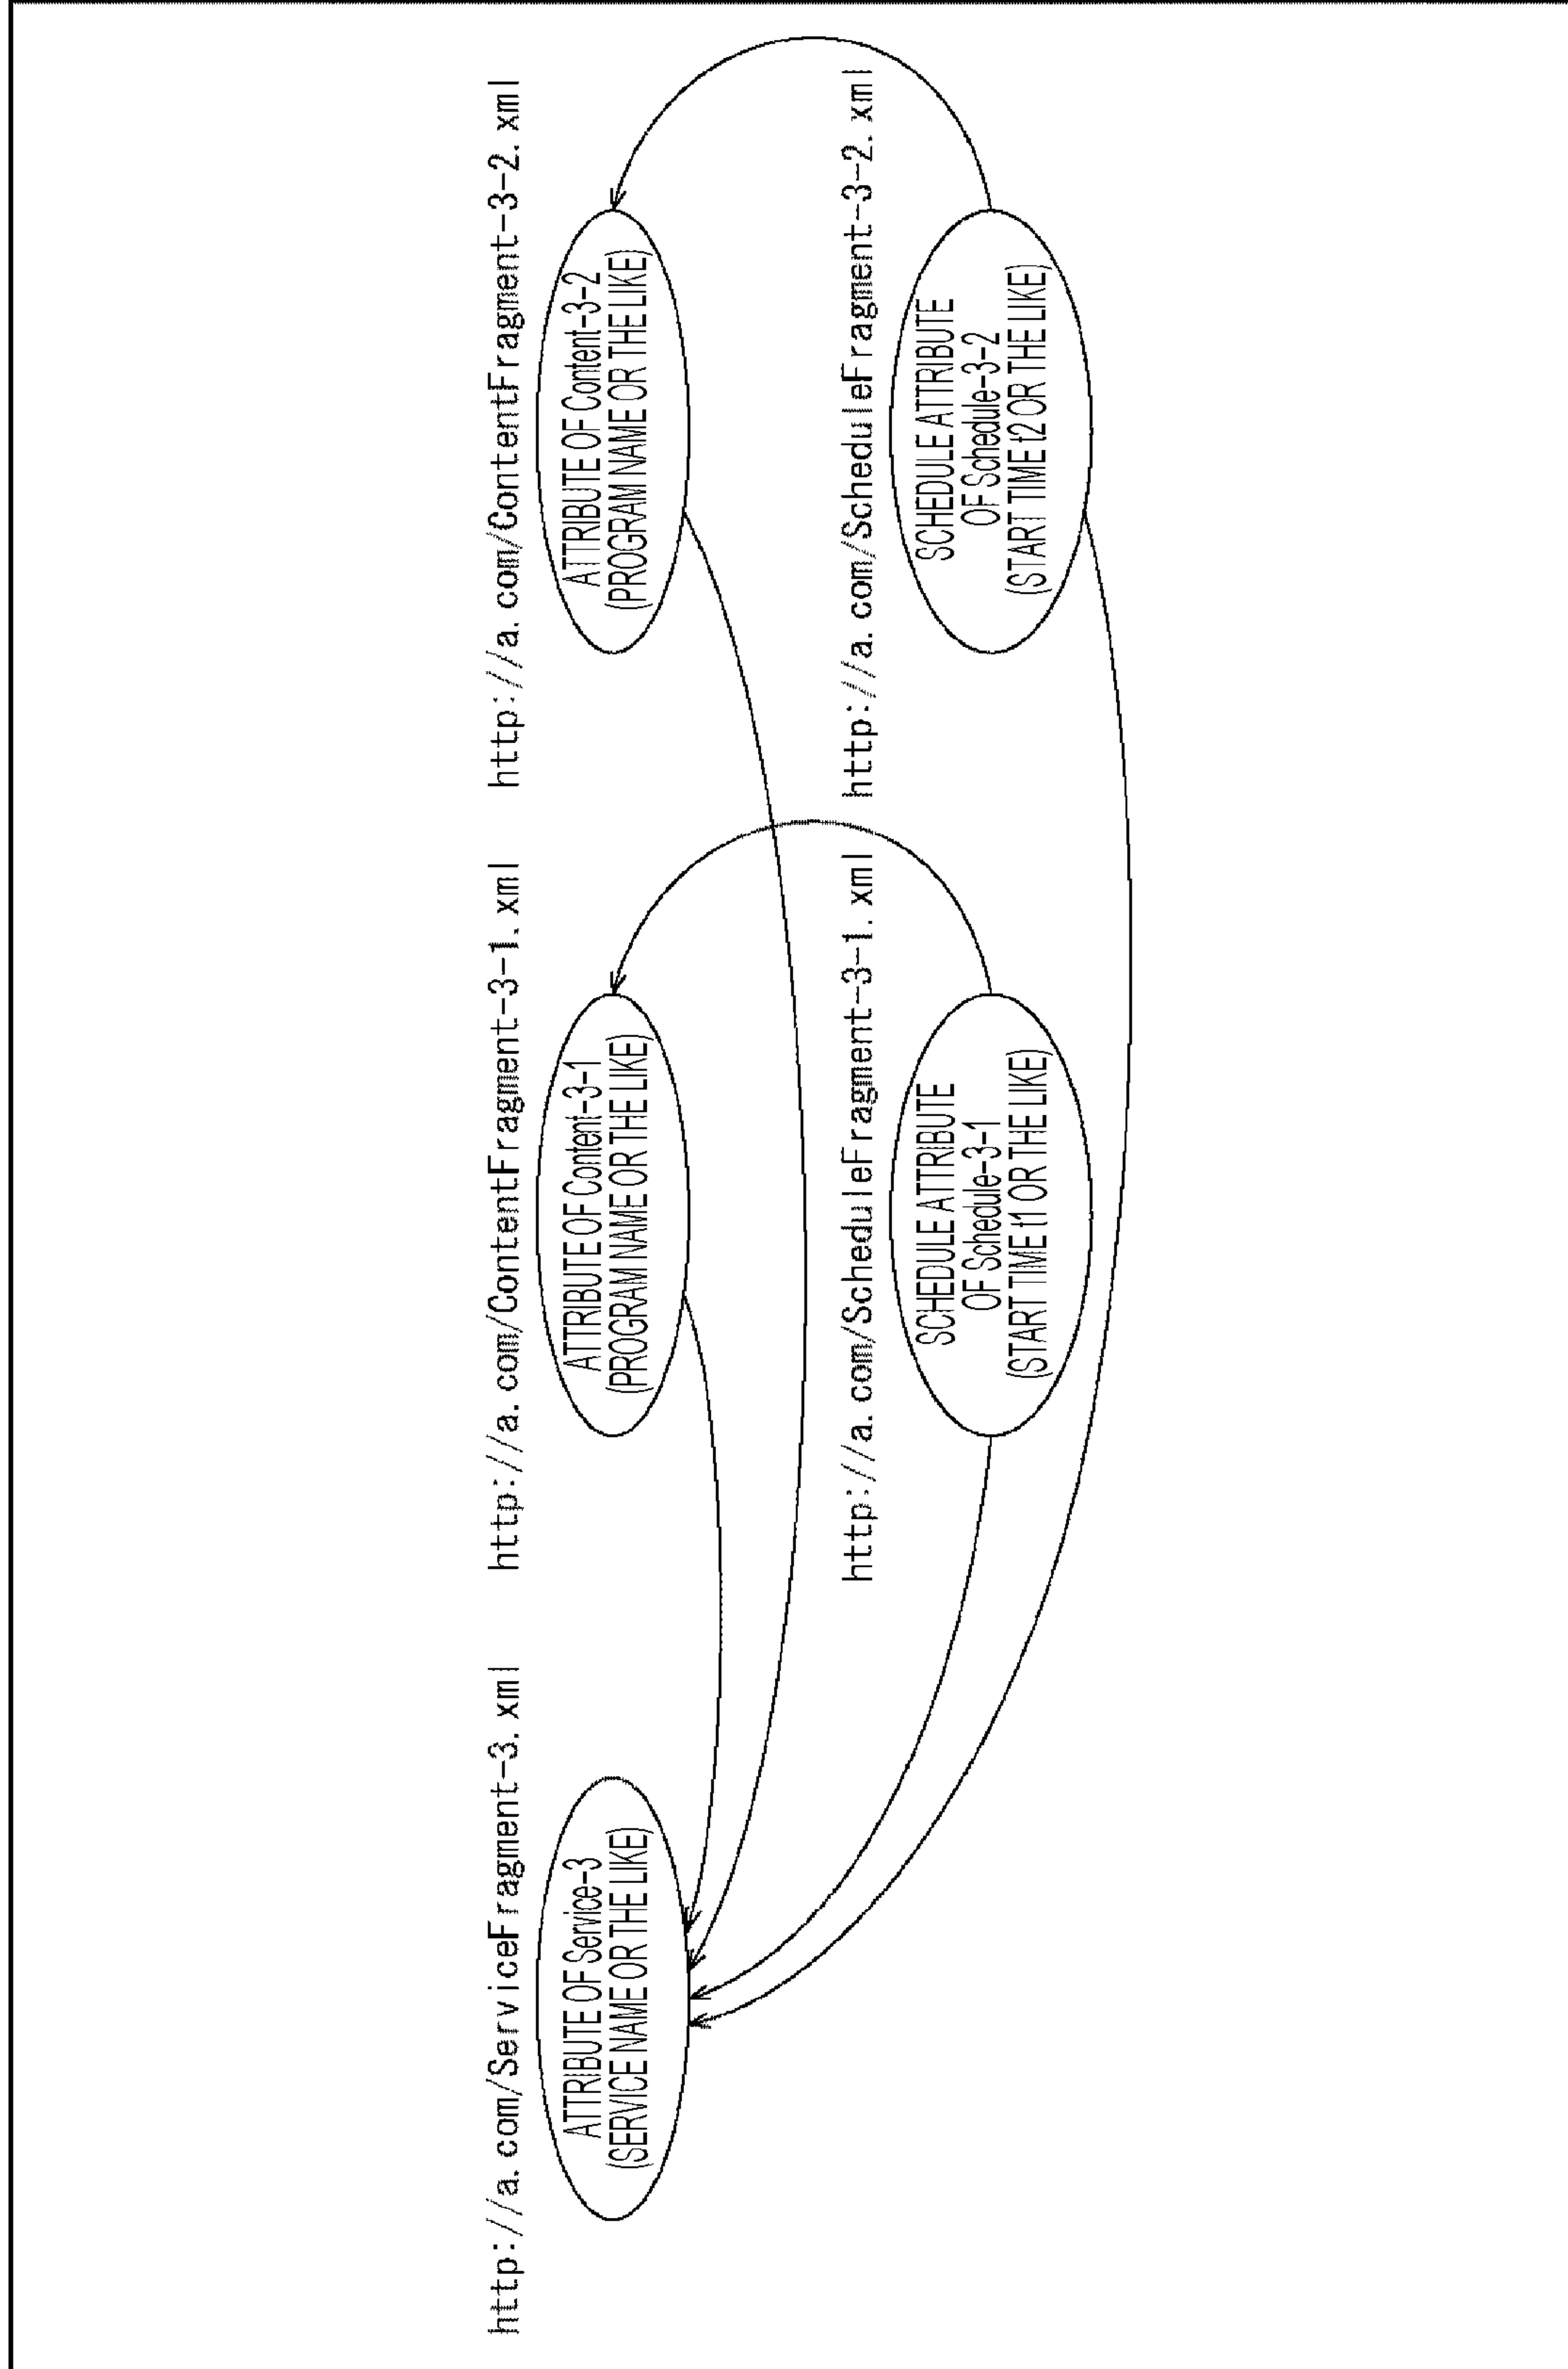 http://a.com/ServiceFragment-3.xml
ATTRIBUTE OF Service-3
(SERVICE NAME OR THE LIKE)
http://a.com/ContentFragment-3-1.xml
ATTRIBUTE OF Content-3-1
(PROGRAM NAME OR THE LIKE)
http://a.com/ContentFragment-3-2.xml
ATTRIBUTE OF Content-3-2
(PROGRAM NAME OR THE LIKE)
http://a.com/ScheduleFragment-3-1.xml
SCHEDULE ATTRIBUTE
OF Schedule-3-1
(START TIME t1 OR THE LIKE)
http://a.com/ScheduleFragment-3-2.xml
SCHEDULE ATTRIBUTE
OF Schedule-3-2
(START TIME t2 OR THE LIKE)